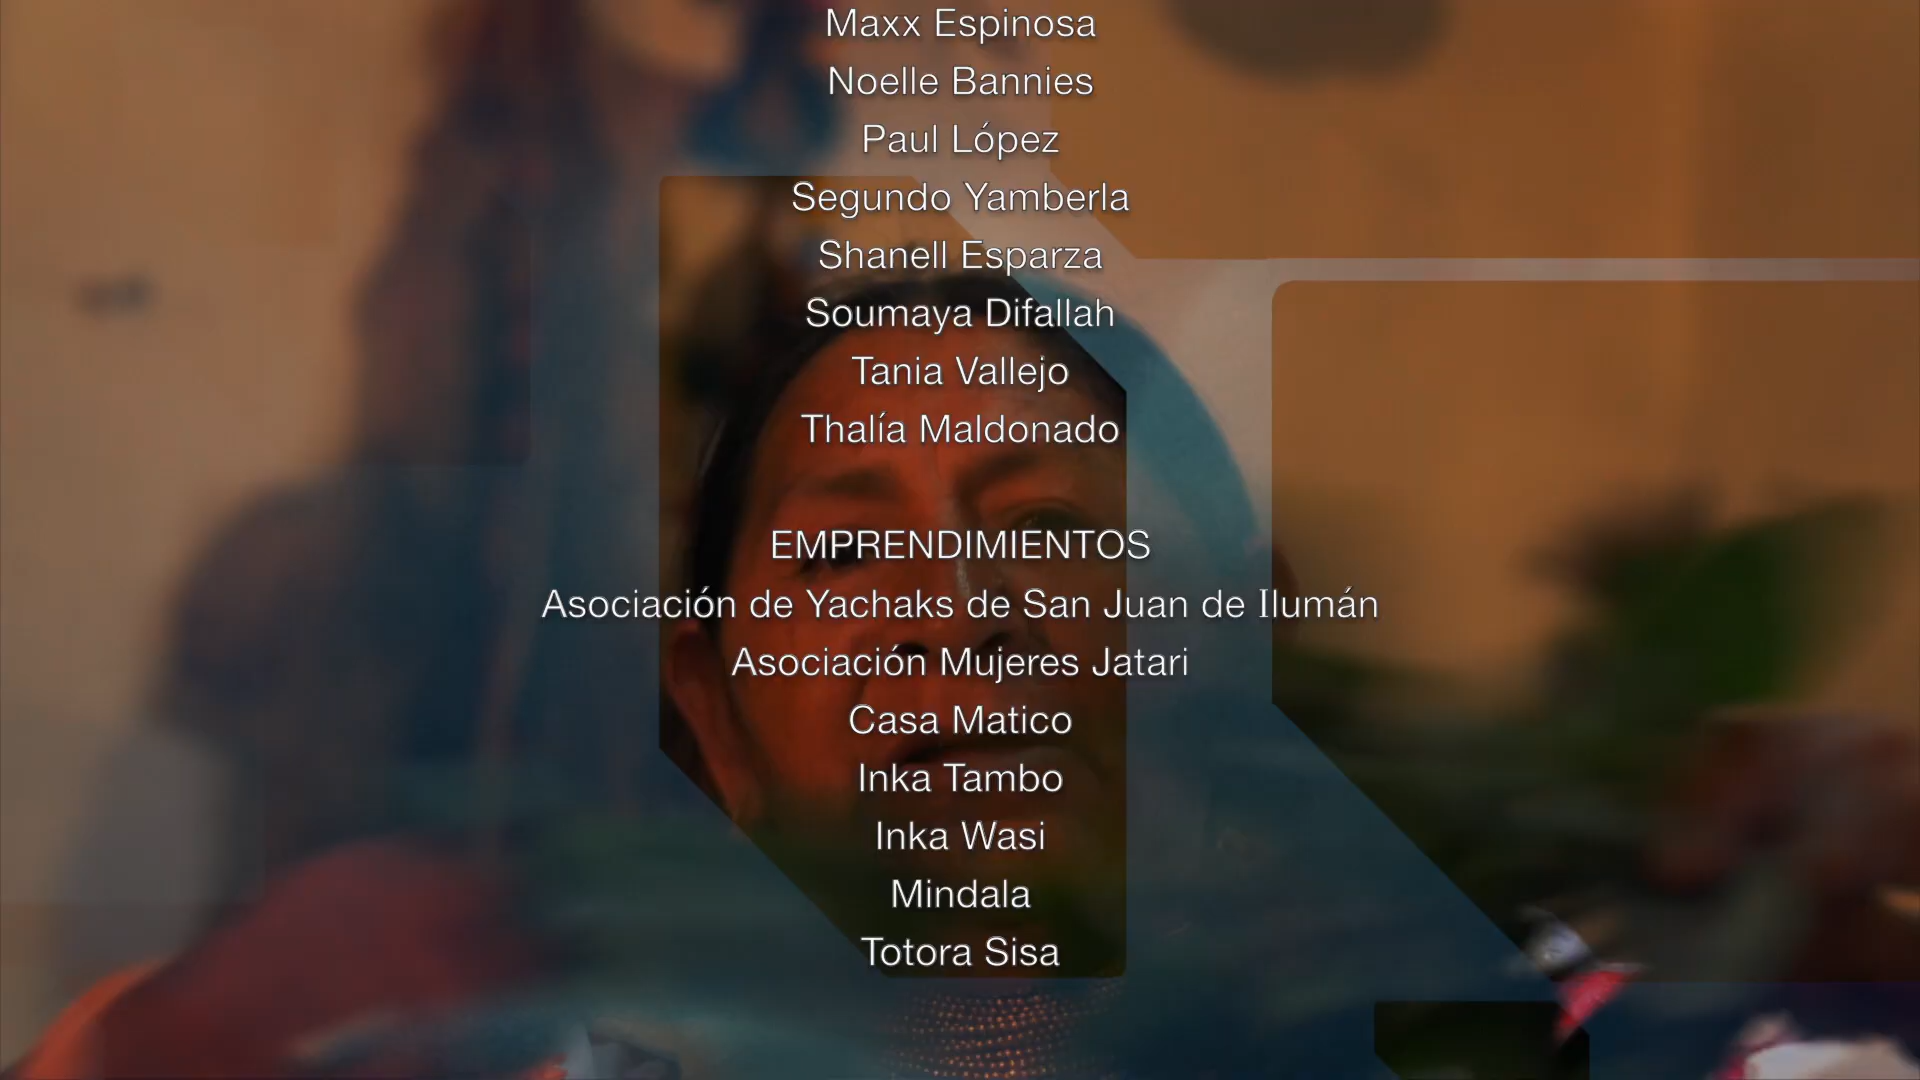 Maxx Espinosa
Noelle Bannies
Paul López
Segundo Yamberla
Shanell Esparza
Soumaya Difallah
Tania Vallejo
Thalía Maldonado
EMPRENDIMIENTOS
Asociación de Yachaks de San Juan de Ilumán
Asociación Mujeres Jatari
Casa Matico
Inka Tambo
Inka Wasi
Mindala
Totora Sisa